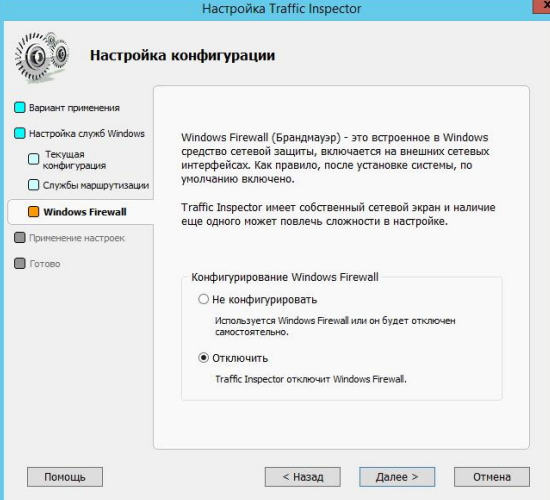 Настройка Traffic Inspector
x
Настройка конфигурации
Вариант применения
Настройка служб Windows
Текущая
конфигурация
Службы маршрутизации
Windows Firewall
Применение настроек
Готово
Windows Firewall (Брандмауэр) - это встроенное в Windows
средство сетевой защиты, включается на внешних сетевых
интерфейсах. Как правило, после установке системы, по
умолчанию включено.
Traffic Inspector имеет собственный сетевой экран и наличие
еще одного может повлечь сложности в настройке.
Конфигурирование Windows Firewall
Не конфигурировать
Используется Windows Firewall или он будет отключен
самостоятельно.
Отключить
Traffic Inspector отключит Windows Firewall.
Помощь
< Назад
Далее >
Отмена